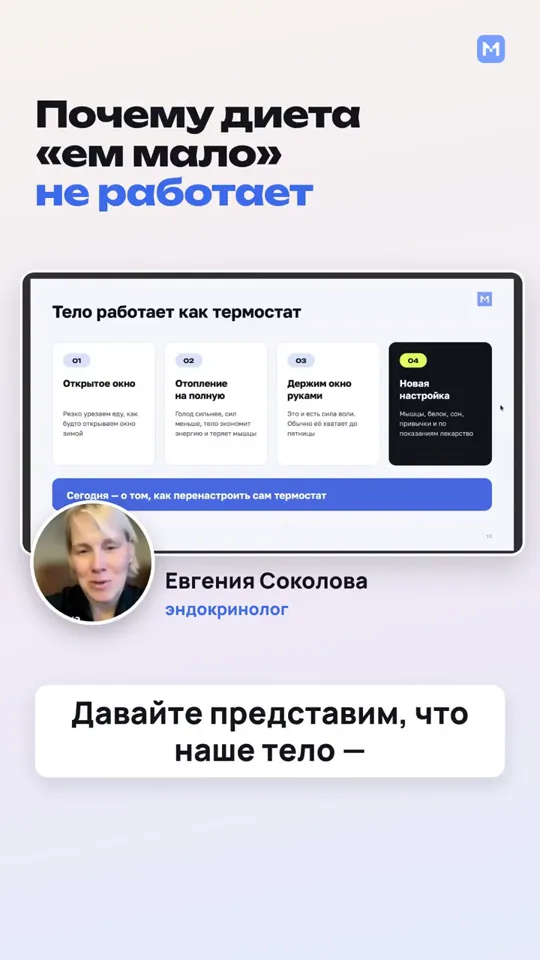 M
Почему диета
«ем мало»
не работает
M
Тело работает как термостат
01
Открытое окно
Резко урезаем еду, как
будто открываем окно
зимой
02
Отопление
на полную
Голод сильнее, сил
меньше, тело экономит
энергию и теряет мышцы
03
Держим окно
руками
Это и есть сила воли.
Обычно её хватает до
пятницы
04
Новая
настройка
Мышцы, белок, сон,
привычки и по
показаниям лекарство
Сегодня — о том, как перенастроить сам термостат
Евгения Соколова
эндокринолог
Давайте представим, что
наше тело —